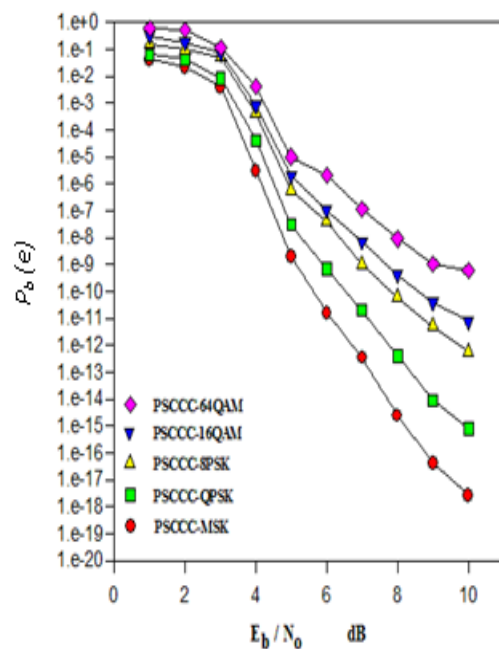 1.e+0
1.e-1
1.e-2
1.e-3
1.e-4
1.e-5
1.e-6
1.e-7
1.e-8
1.e-9
1.e-10
1.e-11
1.e-12
1.e-13
1.e-14
1.e-15
1.e-16
1.e-17
1.e-18
1.e-19
1.e-20
P b (e)
PSCCC-64QAM
PSCCC-16QAM
PSCCC-8PSK
PSCCC-QPSK
PSCCC-MSK
0 2 4 6 8 10
E b / N o dB